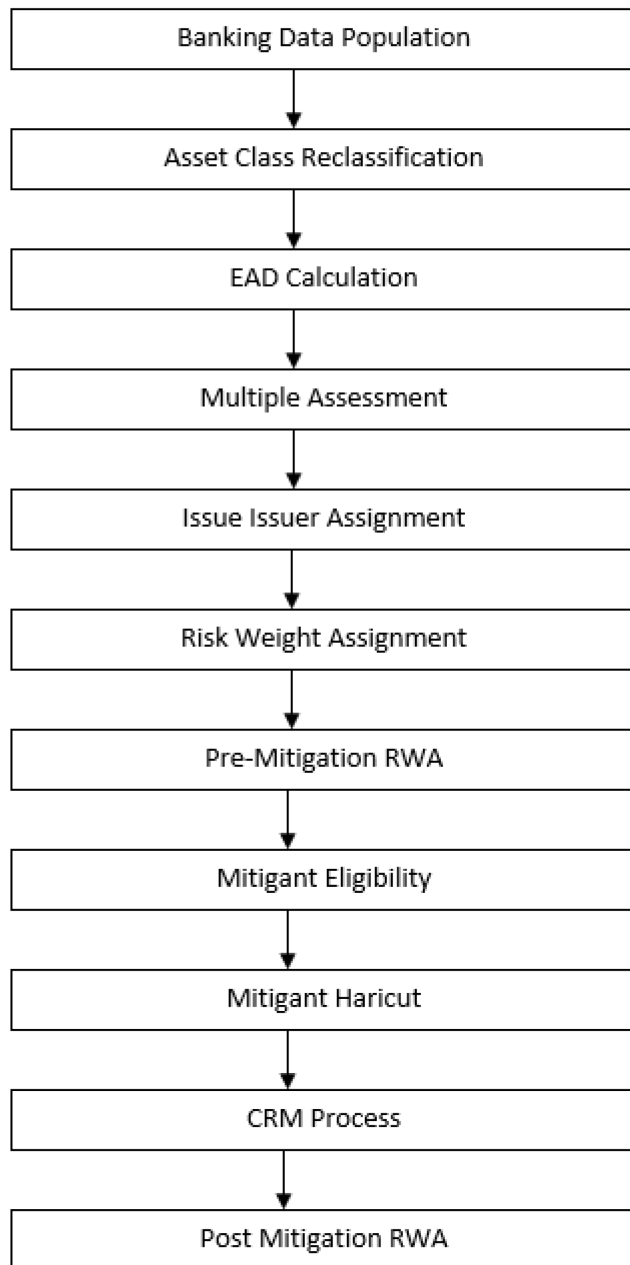 Banking Data Population
Asset Class Reclassification
EAD Calculation
Multiple Assessment
Issue Issuer Assignment
Risk Weight Assignment
Pre-Mitigation RWA
Mitigant Eligibility
Mitigant Haricut
CRM Process
Post Mitigation RWA